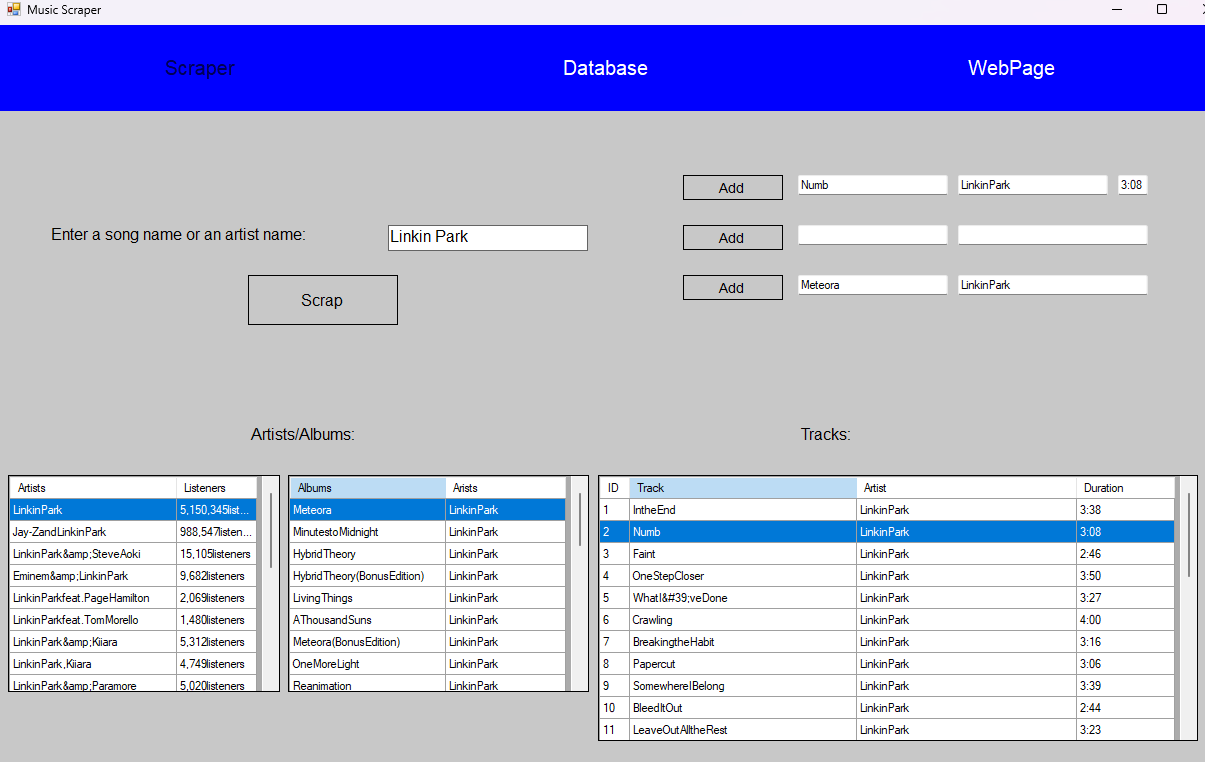 Music Scraper
Scraper Database WebPage
Add Numb LinkinPark 3:08
Enter a song name or an artist name: Linkin Park
Add
Add Meteora LinkinPark
Scrap
Artists/Albums:
Tracks:
Artists Listeners
LinkinPark 5,150,345list...
Jay-ZandLinkinPark 988,547listen...
LinkinPark&amp;SteveAoki 15,105listeners
Eminem&amp;LinkinPark 9,682listeners
LinkinParkfeat.PageHamilton 2,069listeners
LinkinParkfeat.TomMorello 1,480listeners
LinkinPark&amp;Kiiara 5,312listeners
LinkinPark,Kiiara 4,749listeners
LinkinPark&amp;Paramore 5,020listeners
Albums Arists
Meteora LinkinPark
MinutestoMidnight LinkinPark
HybridTheory LinkinPark
HybridTheory(BonusEdition) LinkinPark
LivingThings LinkinPark
AThousandSuns LinkinPark
Meteora(BonusEdition) LinkinPark
OneMoreLight LinkinPark
Reanimation LinkinPark
ID Track Artist Duration
1 IntheEnd LinkinPark 3:38
2 Numb LinkinPark 3:08
3 Faint LinkinPark 2:46
4 OneStepCloser LinkinPark 3:50
5 WhatI&#39;veDone LinkinPark 3:27
6 Crawling LinkinPark 4:00
7 BreakingtheHabit LinkinPark 3:16
8 Papercut LinkinPark 3:06
9 SomewhereIBelong LinkinPark 3:39
10 BleedItOut LinkinPark 2:44
11 LeaveOutAlltheRest LinkinPark 3:23